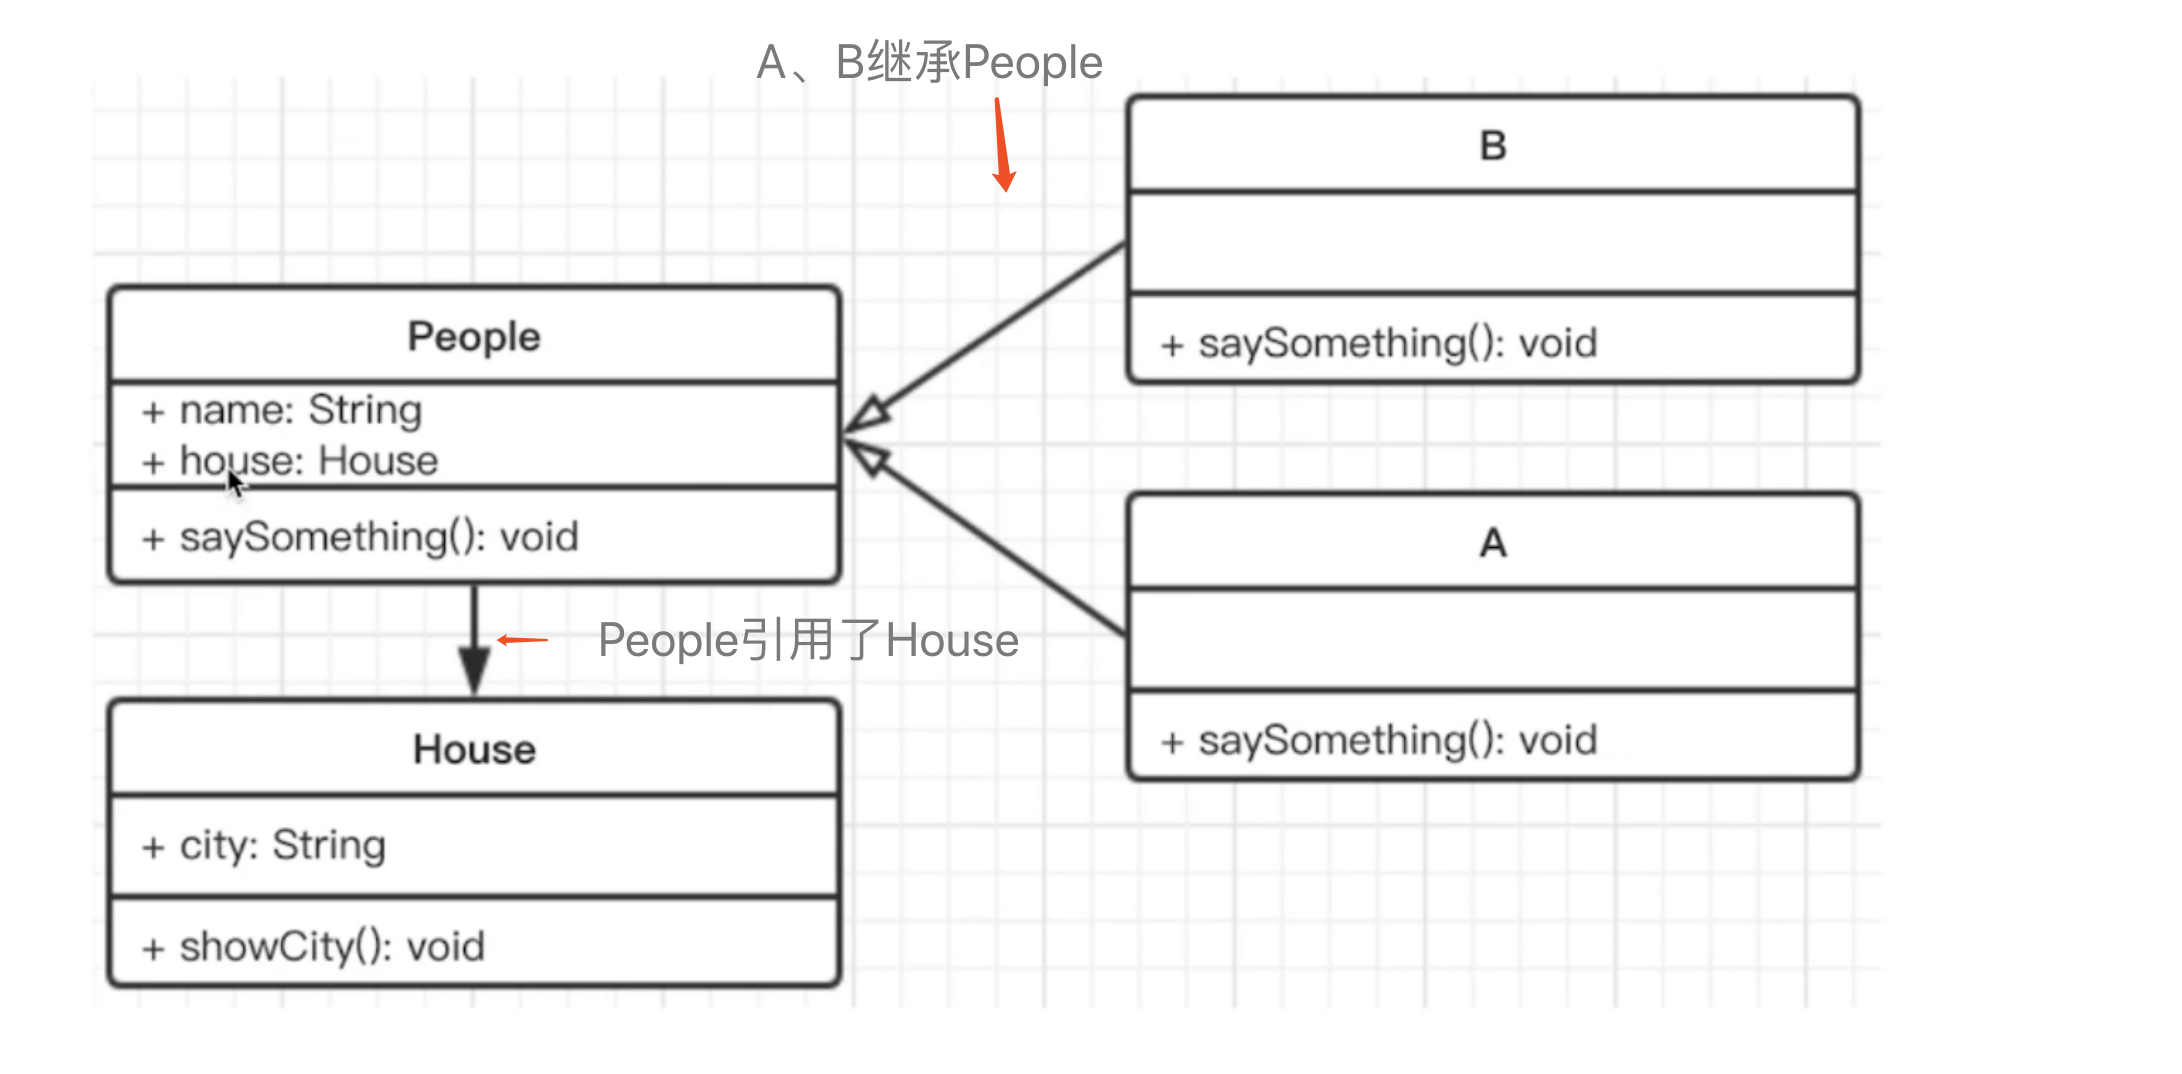 A、B继承People
B
+ saySomething(): void
People
+ name: String
+ house: House
+ saySomething(): void
A
+ saySomething(): void
People引用了House
House
+ city: String
+ showCity(): void